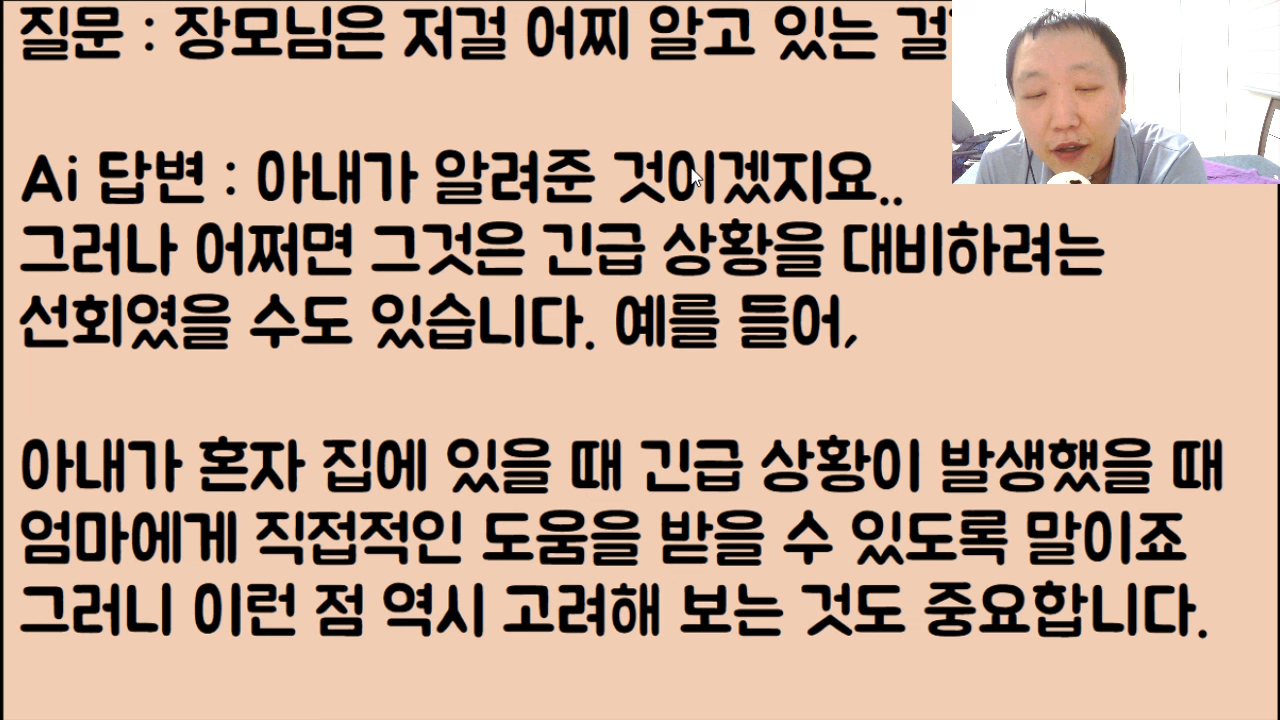 질문 : 장모님은 저걸 어찌 알고 있는 걸
Ai 답변 : 아내가 알려준 것이겠지요..
그러나 어쩌면 그것은 긴급 상황을 대비하려는
선회였을 수도 있습니다. 예를 들어,
아내가 혼자 집에 있을 때 긴급 상황이 발생했을 때
엄마에게 직접적인 도움을 받을 수 있도록 말이죠
그러니 이런 점 역시 고려해 보는 것도 중요합니다.